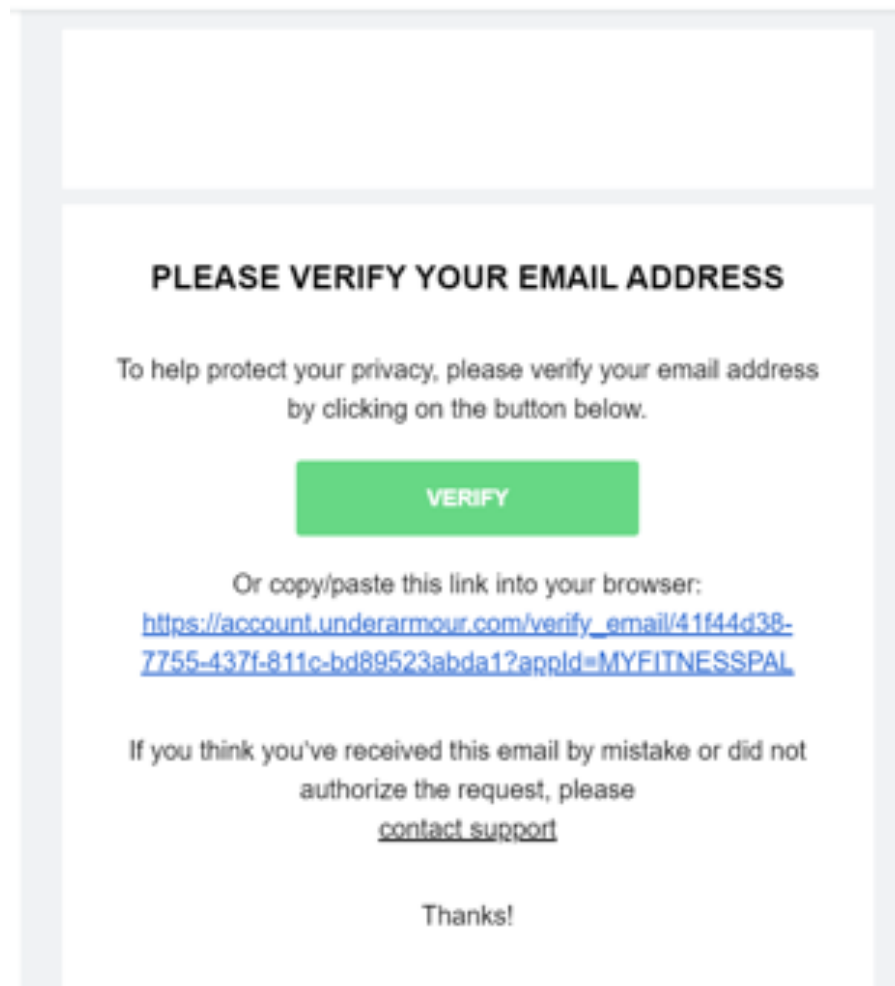 PLEASE VERIFY YOUR EMAIL ADDRESS
To help protect your privacy, please verify your email address
by clicking on the button below.
VERIFY
Or copy/paste this link into your browser:
https://account.underarmour.com/verify_email/41f44d38-
7755-437f-811c-bd89523abda1?appId=MYFITNESSPAL
If you think you've received this email by mistake or did not
authorize the request, please
contact support
Thanks!